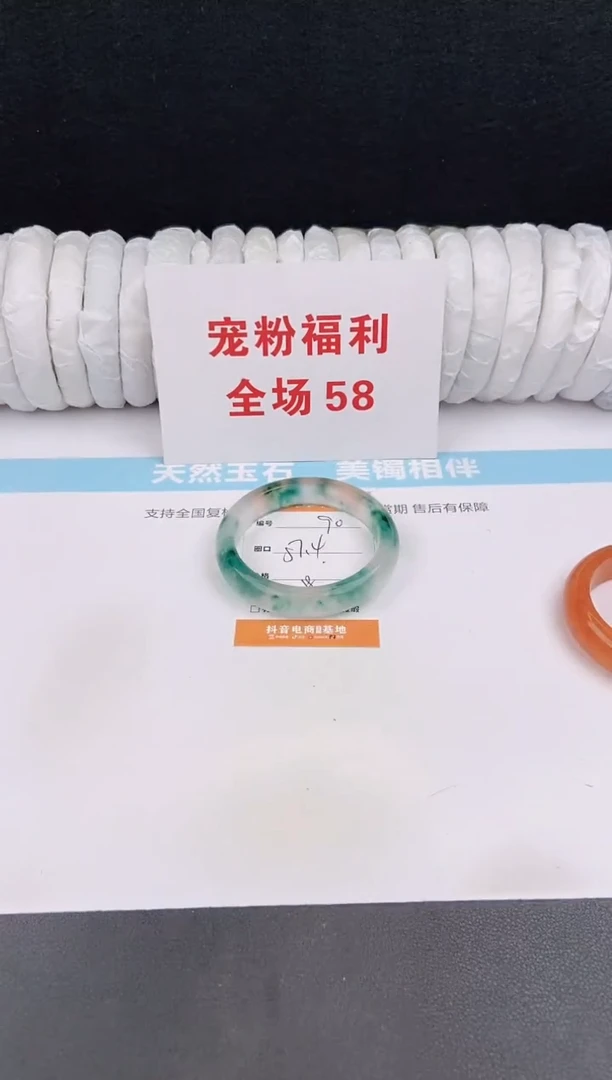 宠粉福利
全场 58
天然玉石 美镯相伴
支持全国复检
期 售后有保障
编号 90
圈口 57.4
抖音电商 基地